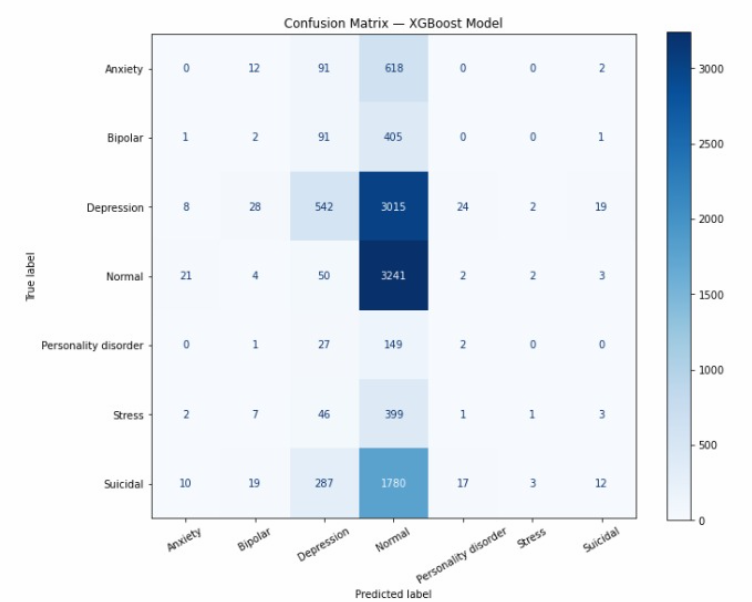 Confusion Matrix — XGBoost Model
True label
Anxiety 0 12 91 618 0 0 2
Bipolar 1 2 91 405 0 0 1
Depression 8 28 542 3015 24 2 19
Normal 21 4 50 3241 2 2 3
Personality disorder 0 1 27 149 2 0 0
Stress 2 7 46 399 1 1 3
Suicidal 10 19 287 1780 17 3 12
Anxiety Bipolar Depression Normal Personality disorder Stress Suicidal
Predicted label
3000
2500
2000
1500
1000
500
0